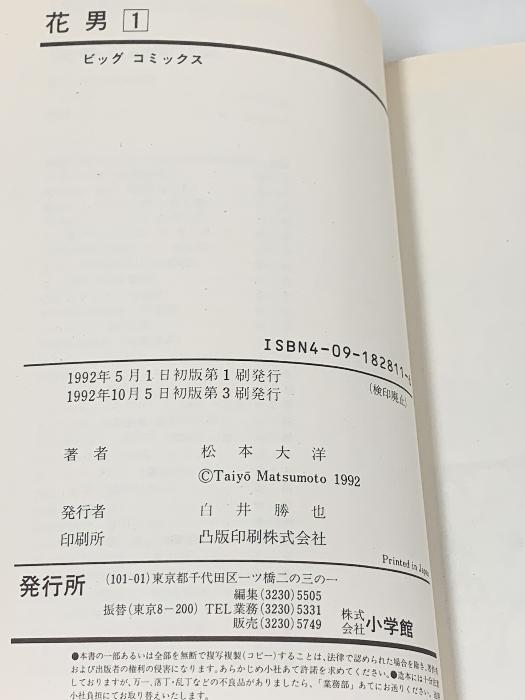 花男 1
ビッグ コミックス
ISBN4-09-182811-
1992年5月1日初版第1刷発行
1992年10月5日初版第3刷発行
(検印廃止)
著者 松本大洋
©Taiyō Matsumoto 1992
発行者 白井勝也
印刷所 凸版印刷株式会社
Printed in Japan
発行所 (101-01)東京都千代田区一ツ橋二の三の一
編集(3230)5505
振替(東京8-200) TEL業務(3230)5331
販売(3230)5749
株式会社 小学館
●本書の一部あるいは全部を無断で複写複製(コピー)することは、法律で認められた場合を除き、著作者
および出版者の権利の侵害になります。あらかじめ小社あて許諾を求めてください。●造本には十分注意
しておりますが、万一、落丁・乱丁などの不良品がありましたら、「業務部」あてにお送りください。送料
小社負担にてお取り替えいたします。